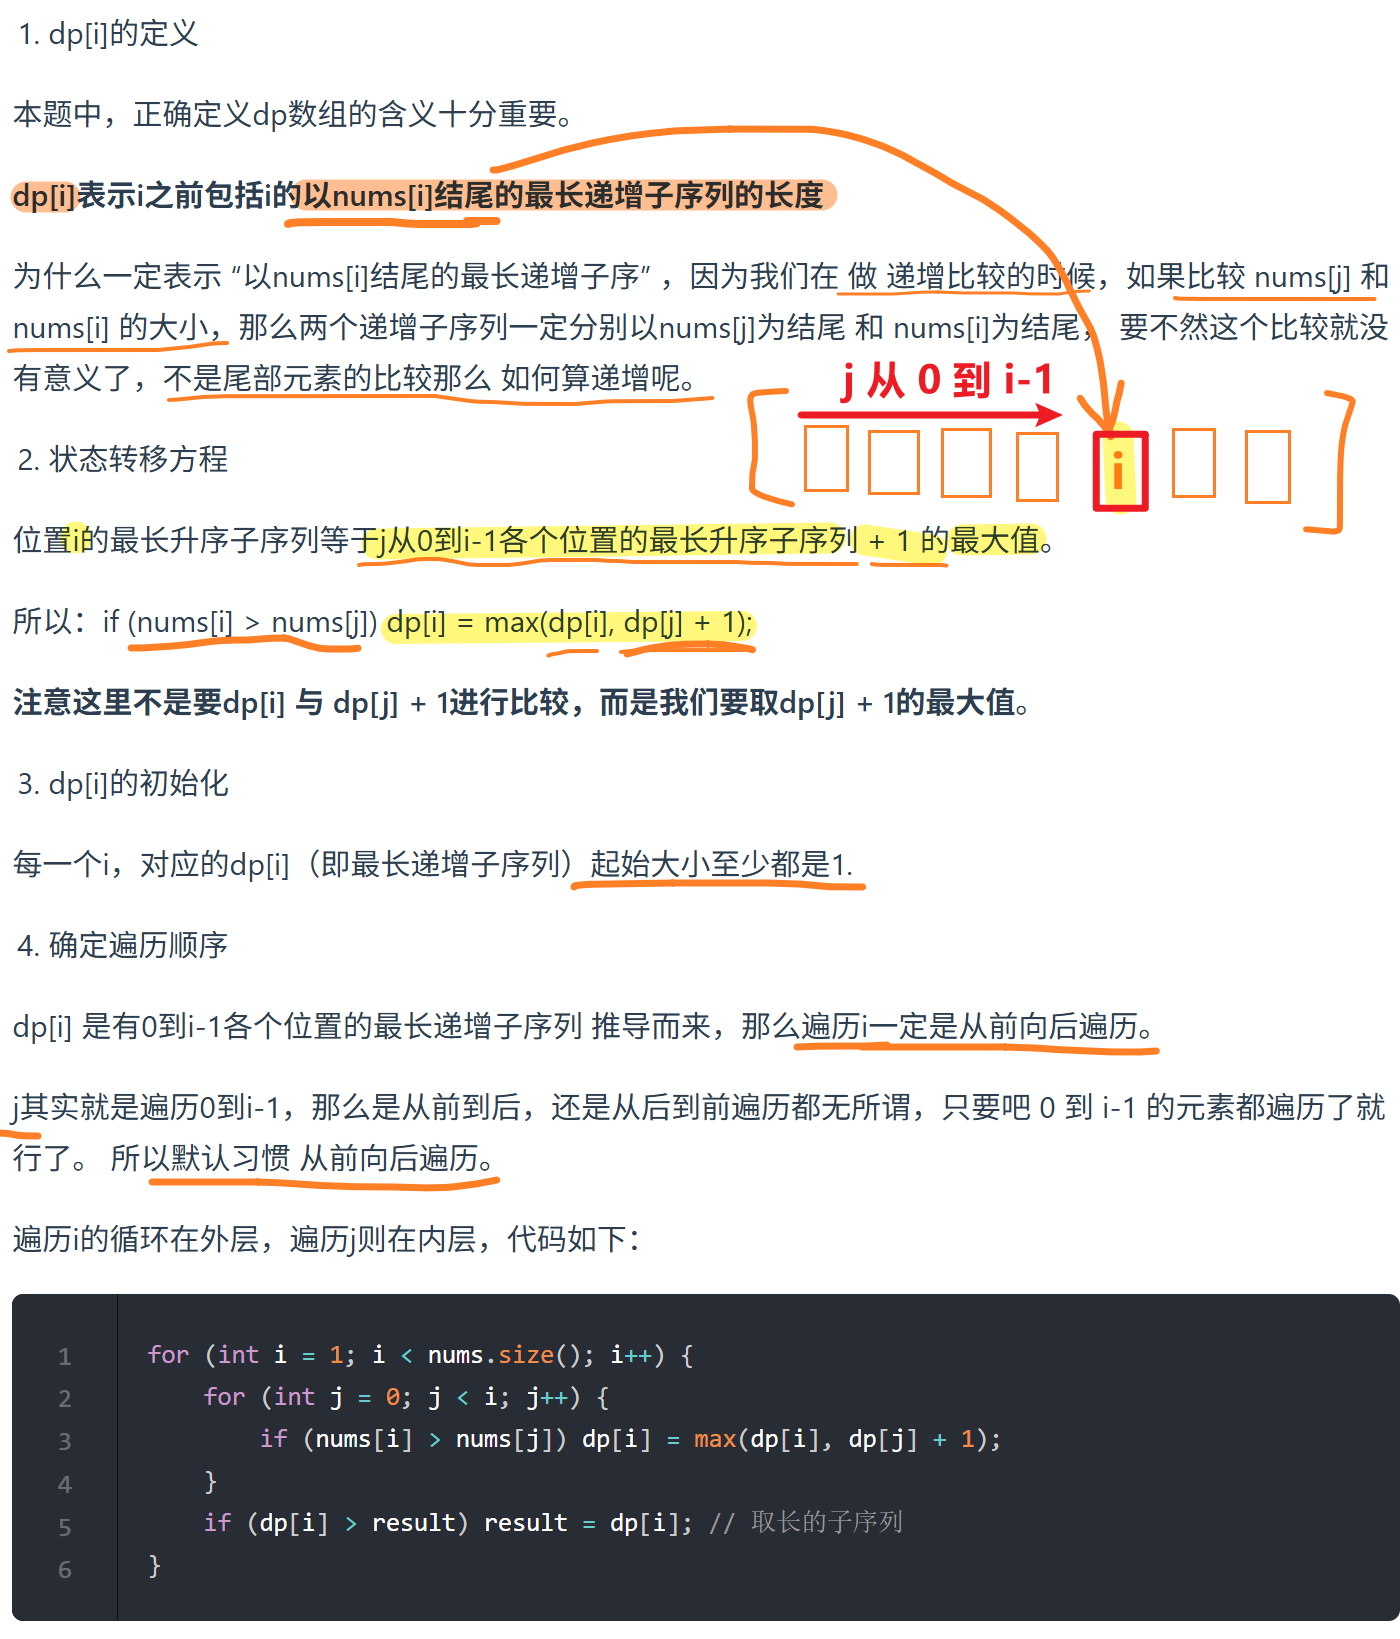 1. dp[i]的定义
本题中，正确定义dp数组的含义十分重要。
dp[i]表示i之前包括i的以nums[i]结尾的最长递增子序列的长度
为什么一定表示 “以nums[i]结尾的最长递增子序” ，因为我们在 做 递增比较的时候，如果比较 nums[j] 和
nums[i] 的大小，那么两个递增子序列一定分别以nums[j]为结尾 和 nums[i]为结尾， 要不然这个比较就没
有意义了，不是尾部元素的比较那么 如何算递增呢。
j 从 0 到 i-1
i
2. 状态转移方程
位置i的最长升序子序列等于j从0到i-1各个位置的最长升序子序列 + 1 的最大值。
所以：if (nums[i] > nums[j]) dp[i] = max(dp[i], dp[j] + 1);
注意这里不是要dp[i] 与 dp[j] + 1进行比较，而是我们要取dp[j] + 1的最大值。
3. dp[i]的初始化
每一个i，对应的dp[i]（即最长递增子序列）起始大小至少都是1.
4. 确定遍历顺序
dp[i] 是有0到i-1各个位置的最长递增子序列 推导而来，那么遍历i一定是从前向后遍历。
j其实就是遍历0到i-1，那么是从前到后，还是从后到前遍历都无所谓，只要吧 0 到 i-1 的元素都遍历了就
行了。 所以默认习惯 从前向后遍历。
遍历i的循环在外层，遍历j则在内层，代码如下：
1 for (int i = 1; i < nums.size(); i++) {
2     for (int j = 0; j < i; j++) {
3         if (nums[i] > nums[j]) dp[i] = max(dp[i], dp[j] + 1);
4     }
5     if (dp[i] > result) result = dp[i]; // 取长的子序列
6 }